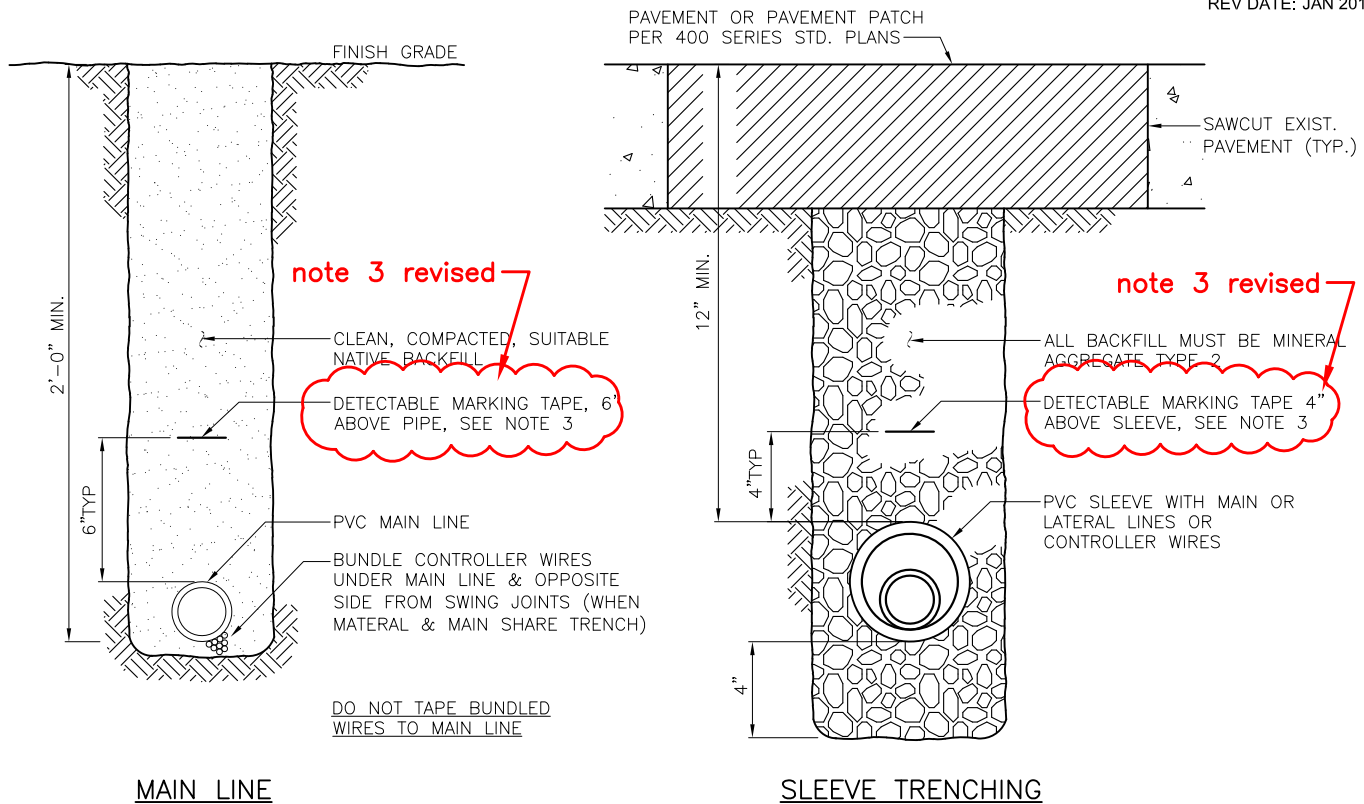 REV DATE: JAN 201
PAVEMENT OR PAVEMENT PATCH
PER 400 SERIES STD. PLANS
FINISH GRADE
SAWCUT EXIST.
PAVEMENT (TYP.)
2'-0" MIN.
note 3 revised
CLEAN, COMPACTED, SUITABLE
NATIVE BACKFILL
DETECTABLE MARKING TAPE, 6"
ABOVE PIPE, SEE NOTE 3
6"TYP
PVC MAIN LINE
BUNDLE CONTROLLER WIRES
UNDER MAIN LINE & OPPOSITE
SIDE FROM SWING JOINTS (WHEN
MATERAL & MAIN SHARE TRENCH)
DO NOT TAPE BUNDLED
WIRES TO MAIN LINE
MAIN LINE
12" MIN.
note 3 revised
ALL BACKFILL MUST BE MINERAL
AGGREGATE TYPE 2
DETECTABLE MARKING TAPE 4"
ABOVE SLEEVE, SEE NOTE 3
4"TYP
PVC SLEEVE WITH MAIN OR
LATERAL LINES OR
CONTROLLER WIRES
4"
SLEEVE TRENCHING